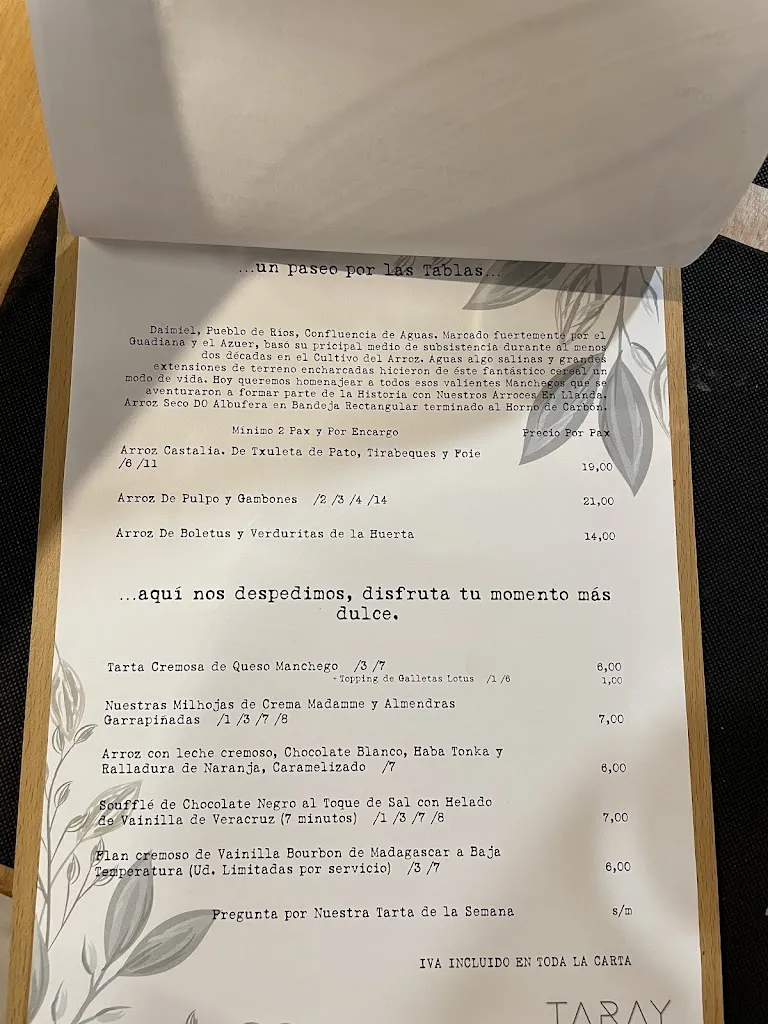 ...un paseo por las Tablas...
Daimiel, Pueblo de Ríos, Confluencia de Aguas. Marcado fuertemente por el
Guadiana y el Azuer, basó su pricipal medio de subsistencia durante al menos
dos décadas en el Cultivo del Arroz. Aguas algo salinas y grandes
extensiones de terreno encharcadas hicieron de éste fantástico cereal un
modo de vida. Hoy queremos homenajear a todos esos valientes Manchegos que se
aventuraron a formar parte de la Historia con Nuestros Arroces En Llanda.
Arroz Seco DO Albufera en Bandeja Rectangular terminado al Horno de Carbón.
Mínimo 2 Pax y Por Encargo Precio Por Pax
Arroz Castalia. De Txuleta de Pato, Tirabeques y Foie
/6 /11 19,00
Arroz De Pulpo y Gambones /2 /3 /4 /14 21,00
Arroz De Boletus y Verduritas de la Huerta 14,00
...aquí nos despedimos, disfruta tu momento más
dulce.
Tarta Cremosa de Queso Manchego /3 /7 6,00
+Topping de Galletas Lotus /1 /6 1,00
Nuestras Milhojas de Crema Madamme y Almendras
Garrapiñadas /1 /3 /7 /8 7,00
Arroz con leche cremoso, Chocolate Blanco, Haba Tonka y
Ralladura de Naranja, Caramelizado /7 6,00
Soufflé de Chocolate Negro al Toque de Sal con Helado
de Vainilla de Veracruz (7 minutos) /1 /3 /7 /8 7,00
Flan cremoso de Vainilla Bourbon de Madagascar a Baja
Temperatura (Ud. Limitadas por servicio) /3 /7 6,00
Pregunta por Nuestra Tarta de la Semana s/m
IVA INCLUIDO EN TODA LA CARTA
TARAY